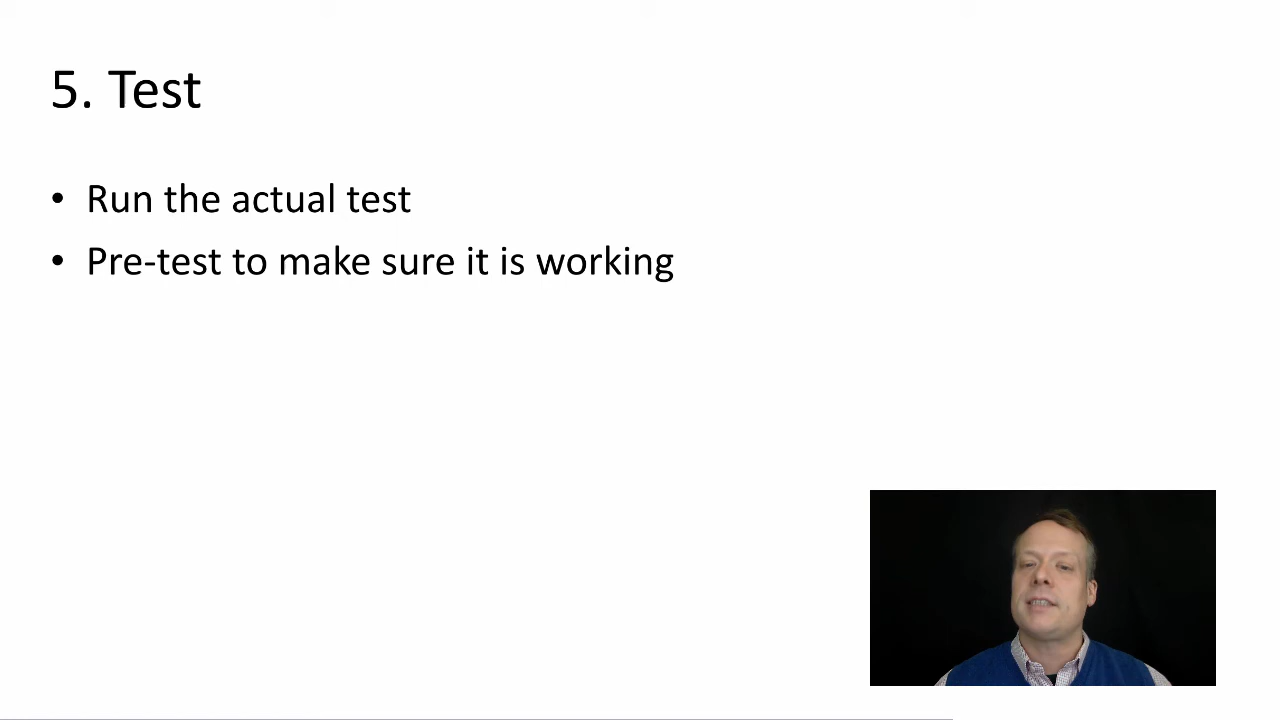 5. Test
• Run the actual test
• Pre-test to make sure it is working